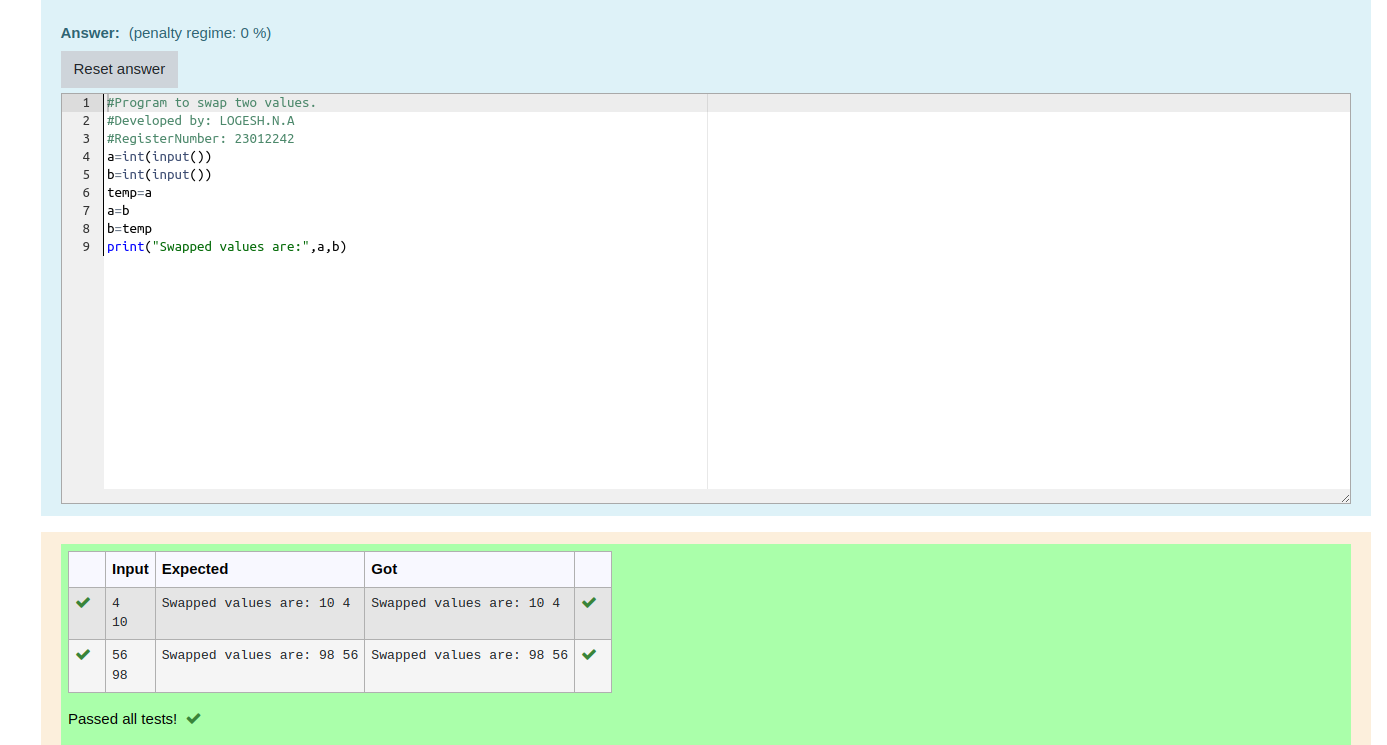 Answer: (penalty regime: 0 %)
Reset answer
1 #Program to swap two values.
2 #Developed by: LOGESH.N.A
3 #RegisterNumber: 23012242
4 a=int(input())
5 b=int(input())
6 temp=a
7 a=b
8 b=temp
9 print("Swapped values are:",a,b)
Input Expected Got
4 Swapped values are: 10 4 Swapped values are: 10 4
10
56 Swapped values are: 98 56 Swapped values are: 98 56
98
Passed all tests!